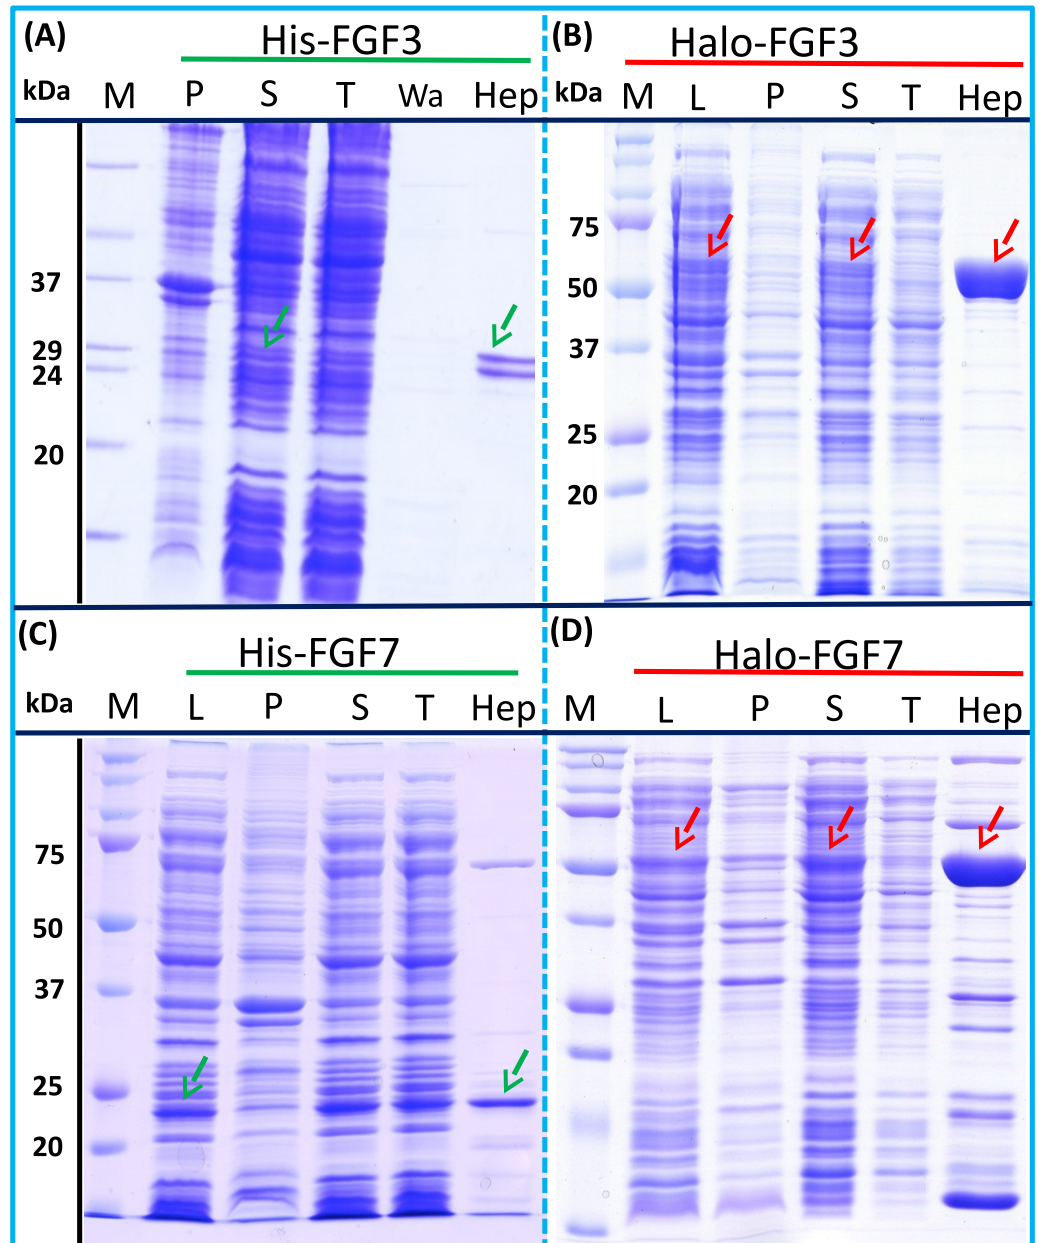 (A) His-FGF3
kDa M P S T Wa Hep
37
29
24
20
(B) Halo-FGF3
kDa M L P S T Hep
75
50
37
25
20
(C) His-FGF7
kDa M L P S T Hep
75
50
37
25
20
(D) Halo-FGF7
M L P S T Hep